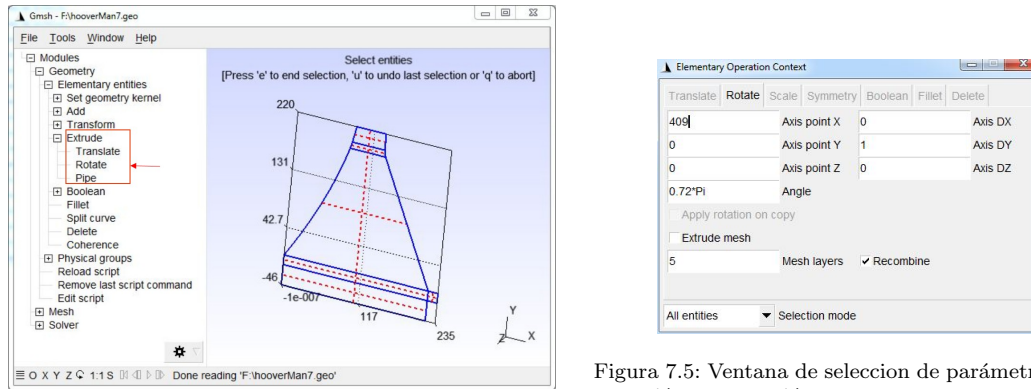 Gmsh - F:\hooverMan7.geo
File Tools Window Help
Modules
Geometry
Elementary entities
Set geometry kernel
Add
Transform
Extrude
Translate
Rotate
Pipe
Boolean
Fillet
Split curve
Delete
Coherence
Physical groups
Reload script
Remove last script command
Edit script
Mesh
Solver
Select entities
[Press 'e' to end selection, 'u' to undo last selection or 'q' to abort]
220
131
42.7
-46
-1e-007
117
235
Y
Z X
O X Y Z 1:1 S Done reading 'F:\hooverMan7.geo'
Elementary Operation Context
Translate Rotate Scale Symmetry Boolean Fillet Delete
409 Axis point X 0 Axis DX
0 Axis point Y 1 Axis DY
0 Axis point Z 0 Axis DZ
0.72*Pi Angle
Apply rotation on copy
Extrude mesh
5 Mesh layers Recombine
All entities Selection mode
Figura 7.5: Ventana de seleccion de parámet